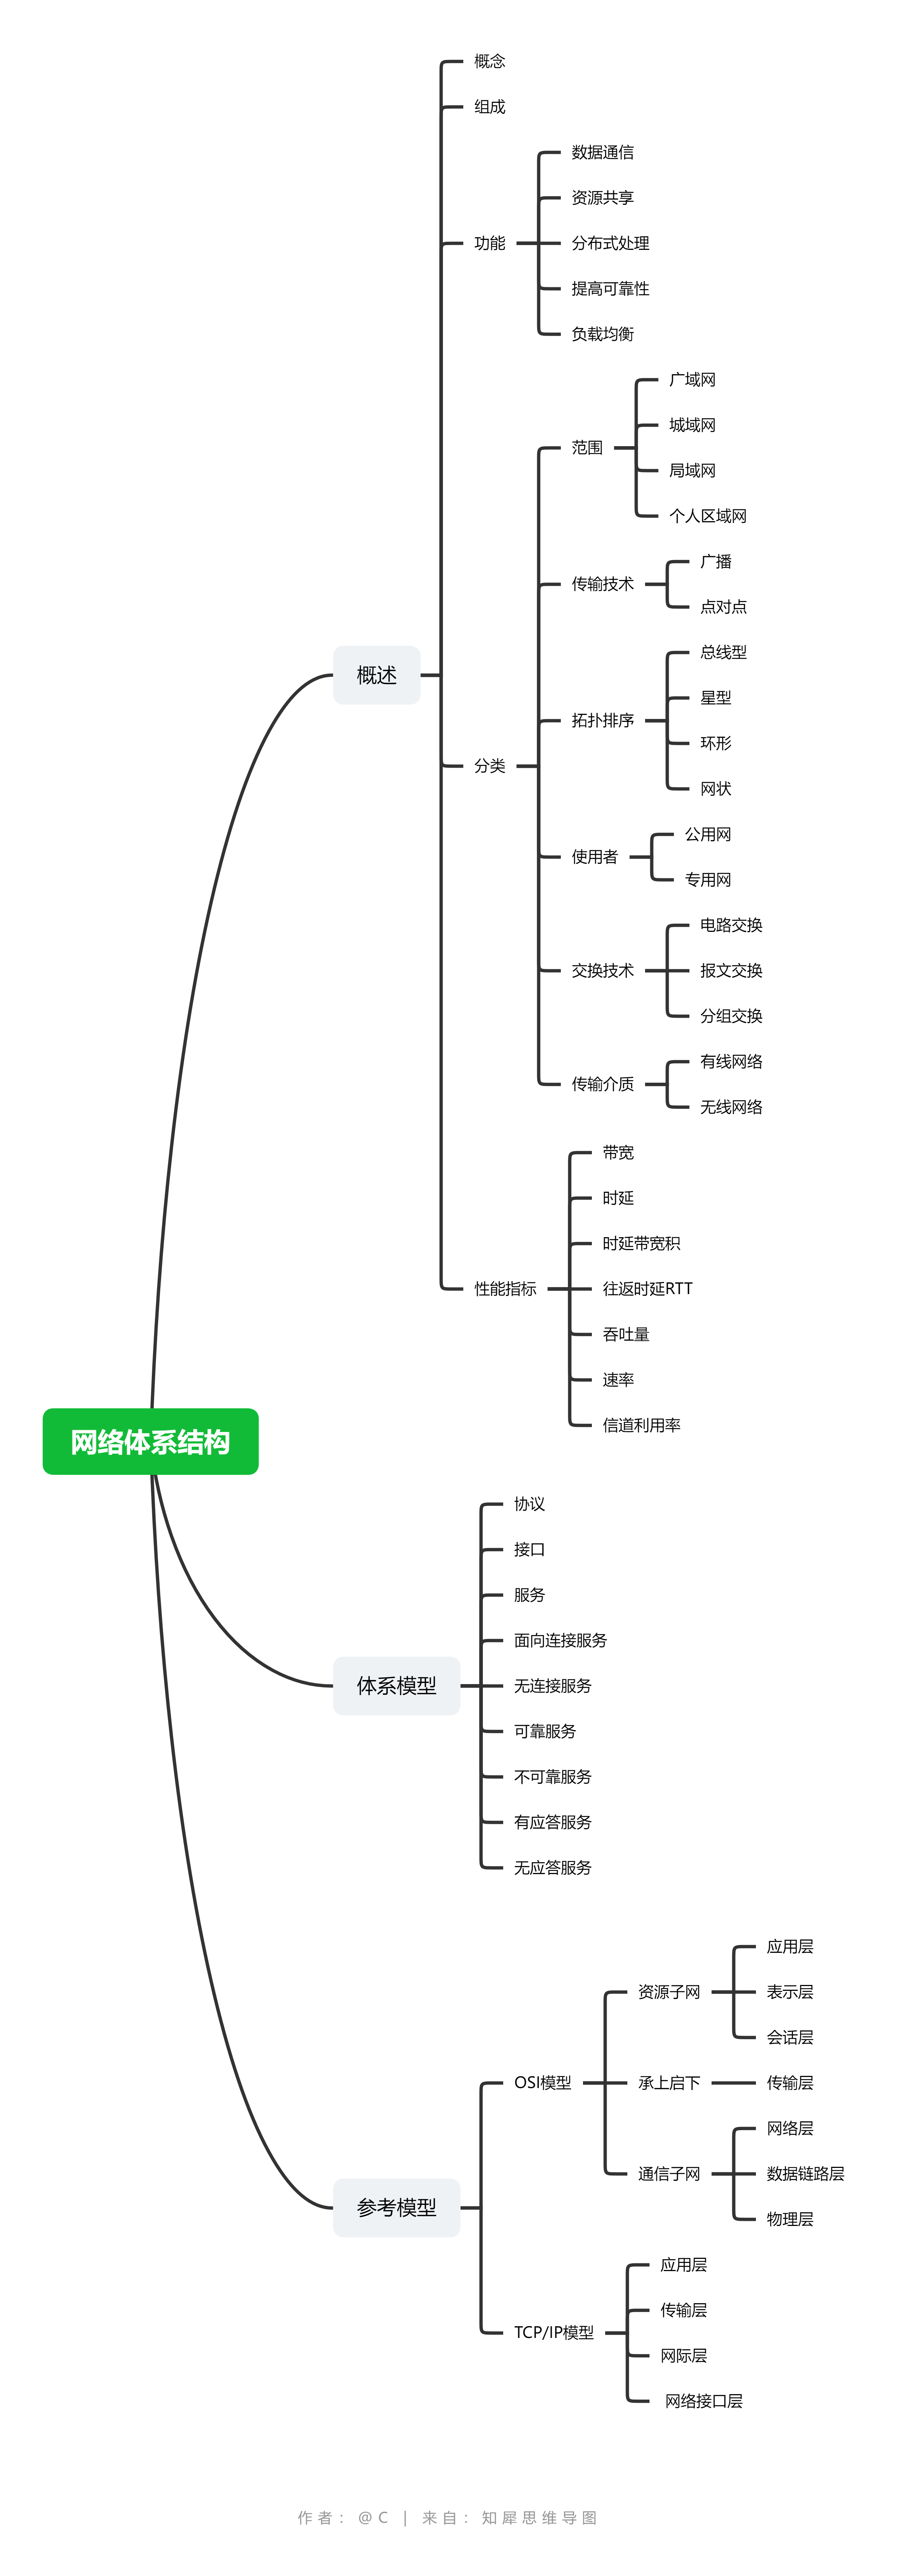 网络体系结构
概述
概念
组成
功能
数据通信
资源共享
分布式处理
提高可靠性
负载均衡
分类
范围
广域网
城域网
局域网
个人区域网
传输技术
广播
点对点
拓扑排序
总线型
星型
环形
网状
使用者
公用网
专用网
交换技术
电路交换
报文交换
分组交换
传输介质
有线网络
无线网络
性能指标
带宽
时延
时延带宽积
往返时延RTT
吞吐量
速率
信道利用率
体系模型
协议
接口
服务
面向连接服务
无连接服务
可靠服务
不可靠服务
有应答服务
无应答服务
参考模型
OSI模型
资源子网
应用层
表示层
会话层
承上启下
传输层
通信子网
网络层
数据链路层
物理层
TCP/IP模型
应用层
传输层
网际层
网络接口层
作者：@C | 来自：知犀思维导图